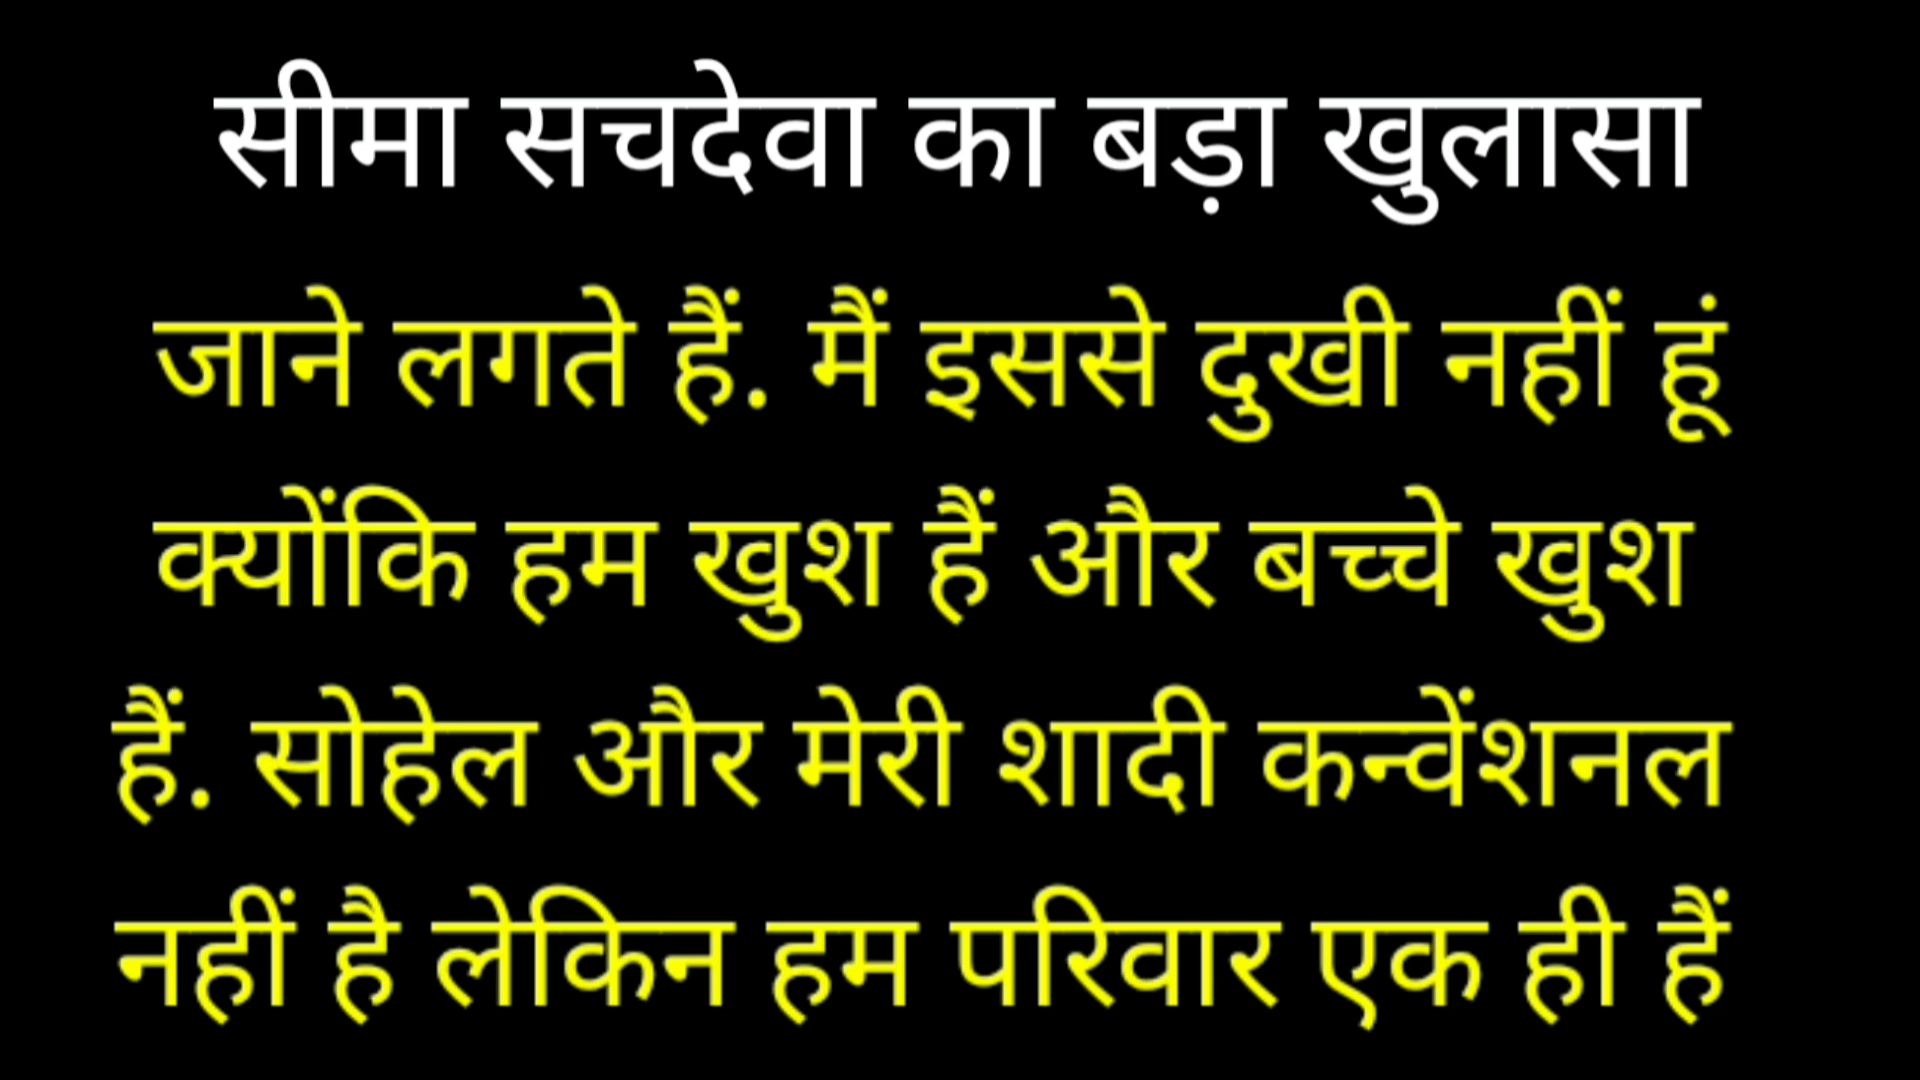 सीमा सचदेवा का बड़ा खुलासा
जाने लगते हैं. मैं इससे दुखी नहीं हूं
क्योंकि हम खुश हैं और बच्चे खुश
हैं. सोहेल और मेरी शादी कन्वेंशनल
नहीं है लेकिन हम परिवार एक ही हैं